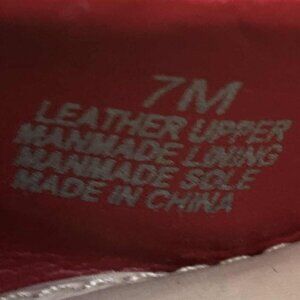 7M
LEATHER UPPER
MANMADE LINING
MANMADE SOLE
MADE IN CHINA